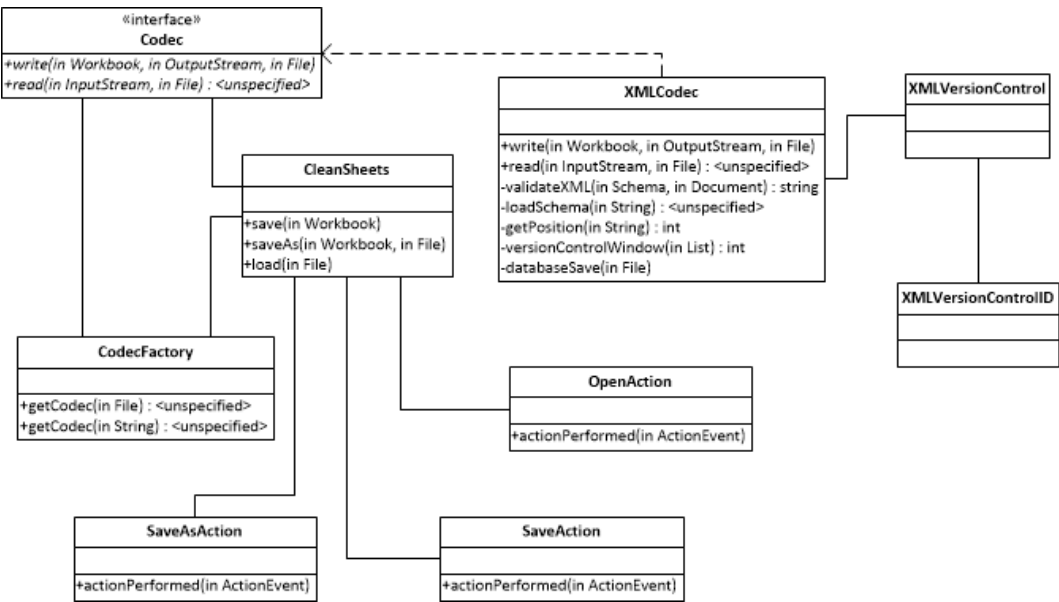 «interface»
Codec
+write(in Workbook, in OutputStream, in File)
+read(in InputStream, in File) : <unspecified>
XMLCodec
+write(in Workbook, in OutputStream, in File)
+read(in InputStream, in File) : <unspecified>
-validateXML(in Schema, in Document) : string
-loadSchema(in String) : <unspecified>
-getPosition(in String) : int
-versionControlWindow(in List) : int
-databaseSave(in File)
XMLVersionControl
CleanSheets
+save(in Workbook)
+saveAs(in Workbook, in File)
+load(in File)
XMLVersionControlID
CodecFactory
+getCodec(in File) : <unspecified>
+getCodec(in String) : <unspecified>
OpenAction
+actionPerformed(in ActionEvent)
SaveAsAction
+actionPerformed(in ActionEvent)
SaveAction
+actionPerformed(in ActionEvent)